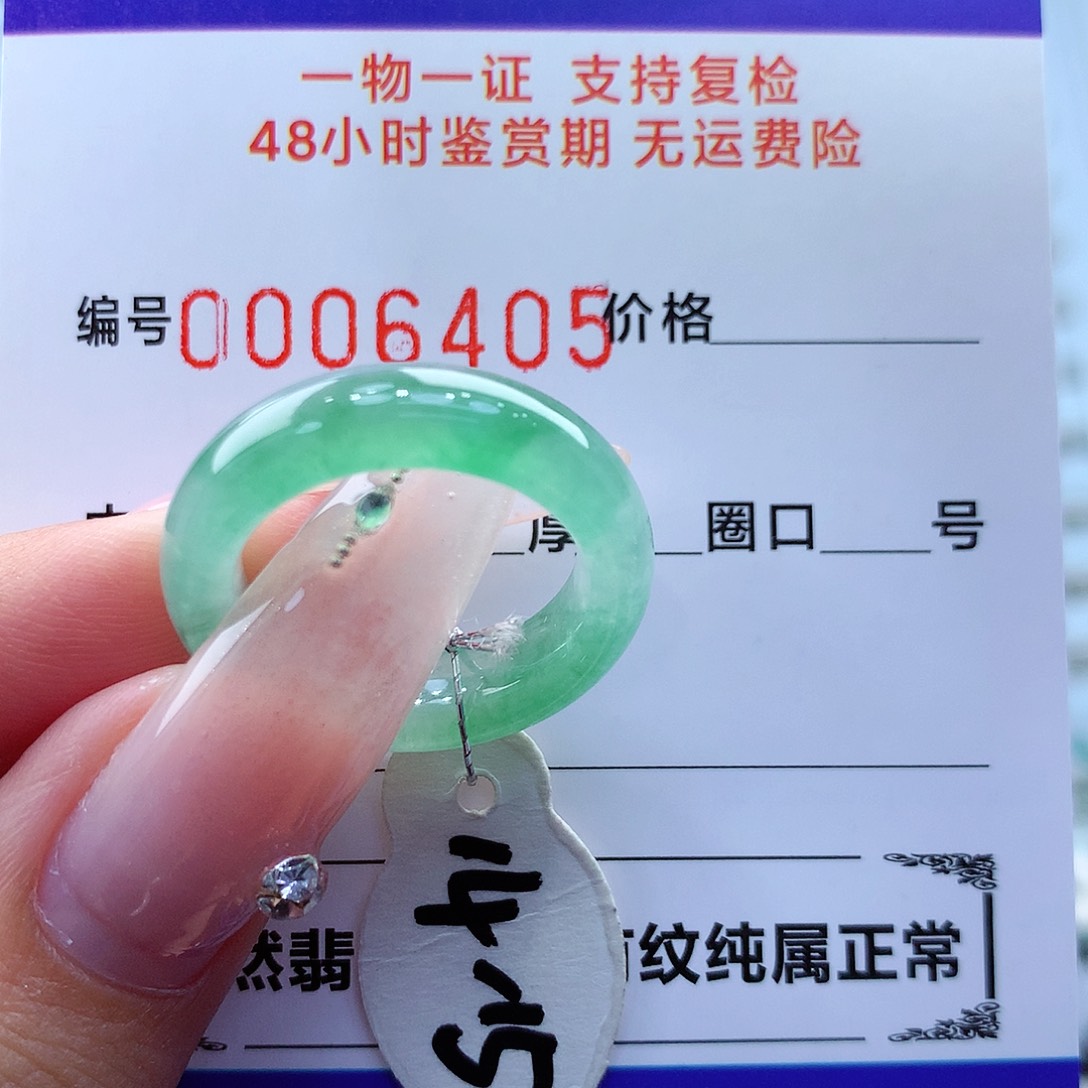 一物一证 支持复检
48小时鉴赏期 无运费险
编号0006405价格
厚 圈口 号
然翡 纹纯属正常
14-15